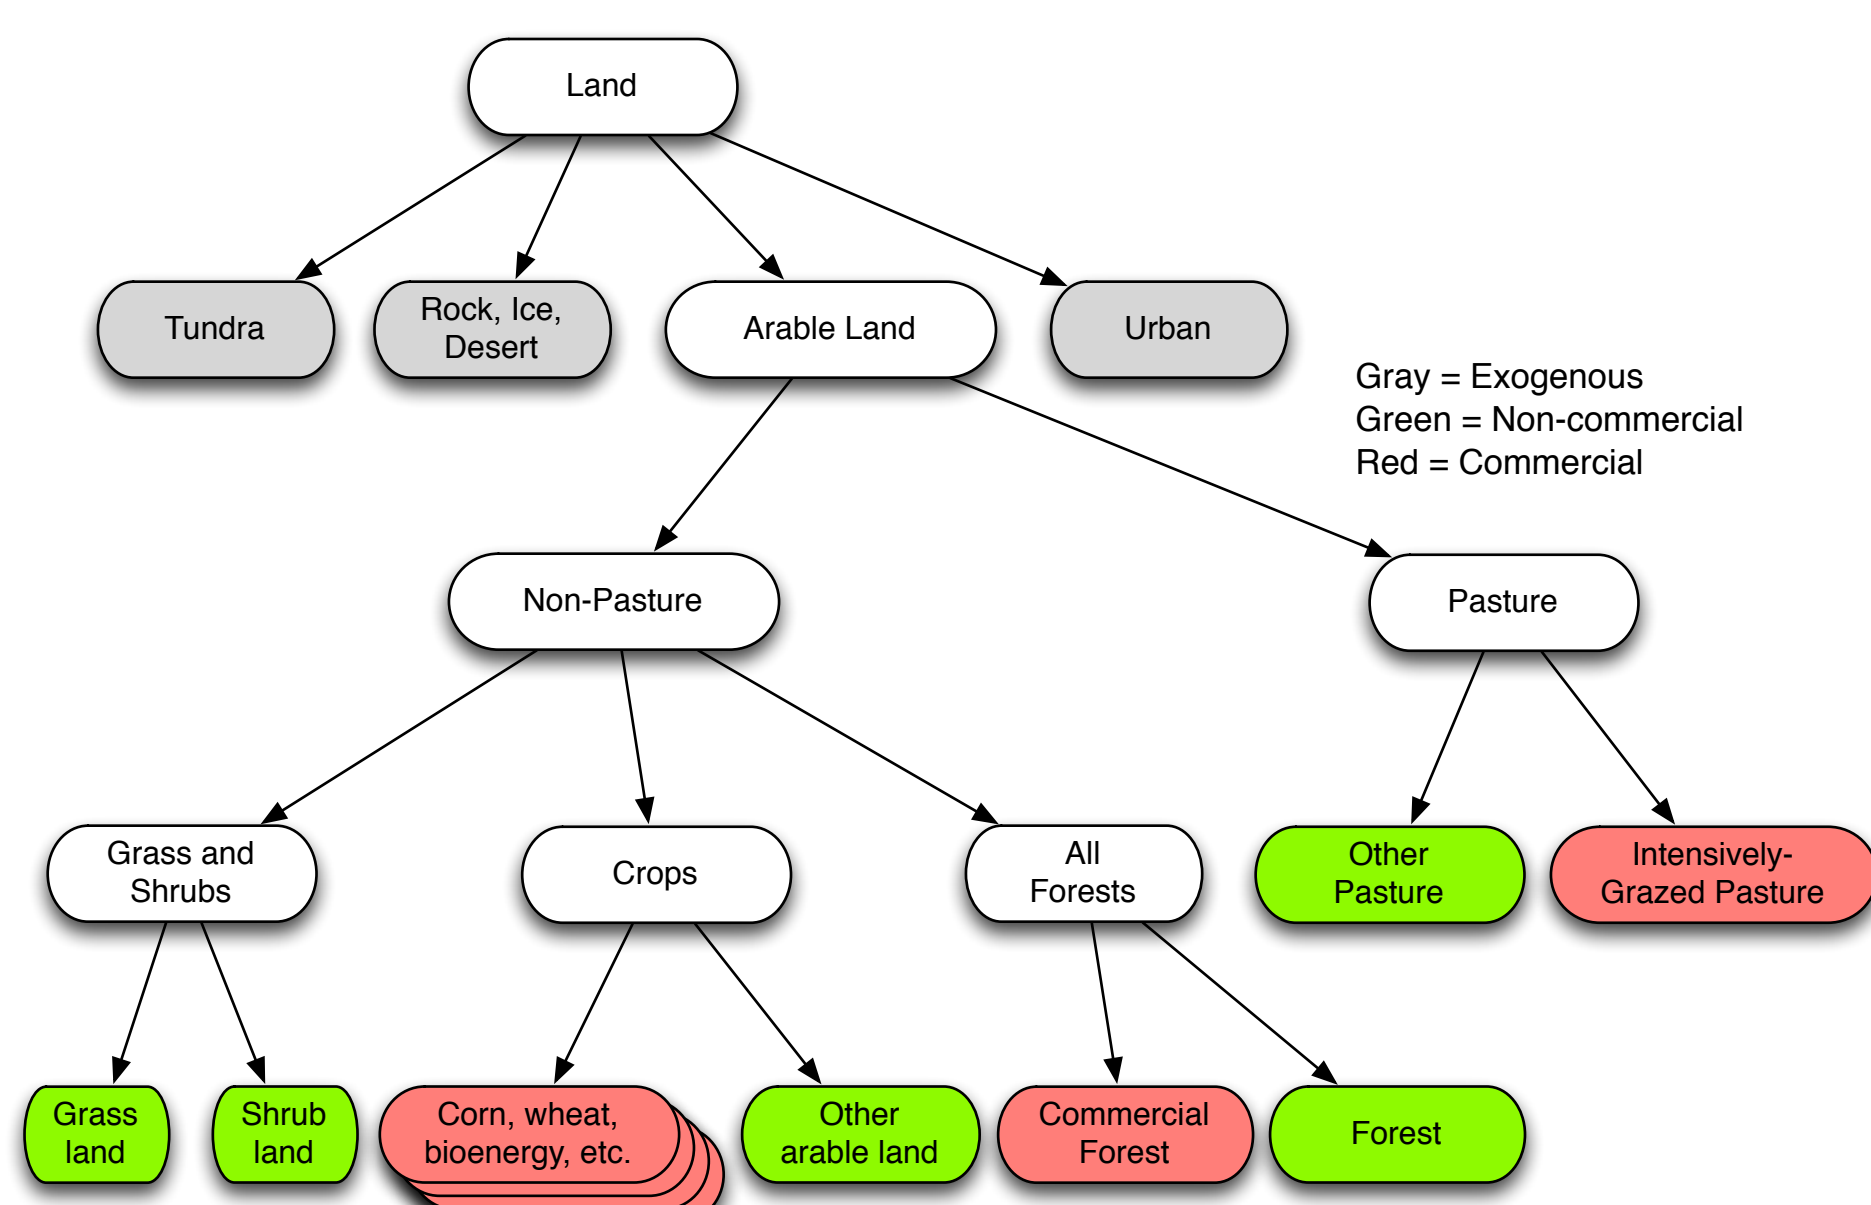 Land
Tundra
Rock, Ice,
Desert
Arable Land
Urban
Gray = Exogenous
Green = Non-commercial
Red = Commercial
Non-Pasture
Pasture
Grass and
Shrubs
Crops
All
Forests
Other
Pasture
Intensively-
Grazed Pasture
Grass
land
Shrub
land
Corn, wheat,
bioenergy, etc.
Other
arable land
Commercial
Forest
Forest